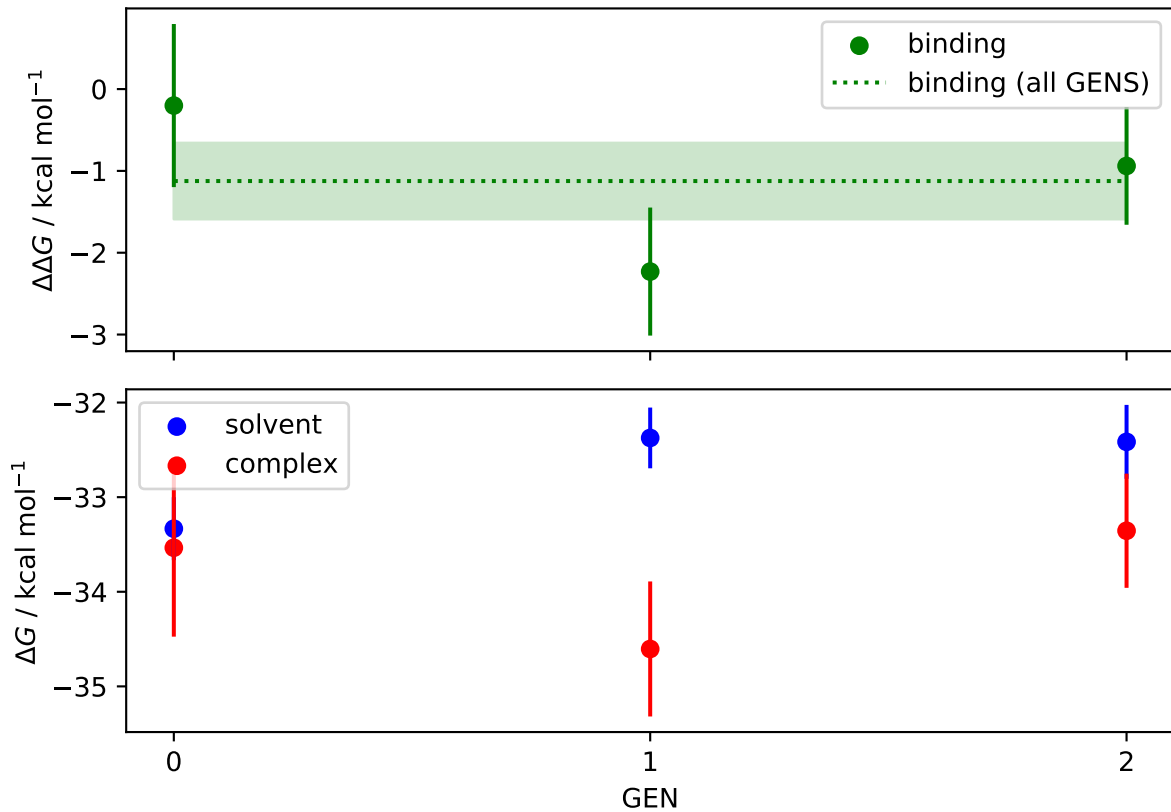 binding
binding (all GENS)
0
−1
−2
−3
ΔΔG / kcal mol⁻¹
solvent
complex
−32
−33
−34
−35
ΔG / kcal mol⁻¹
0 1 2
GEN